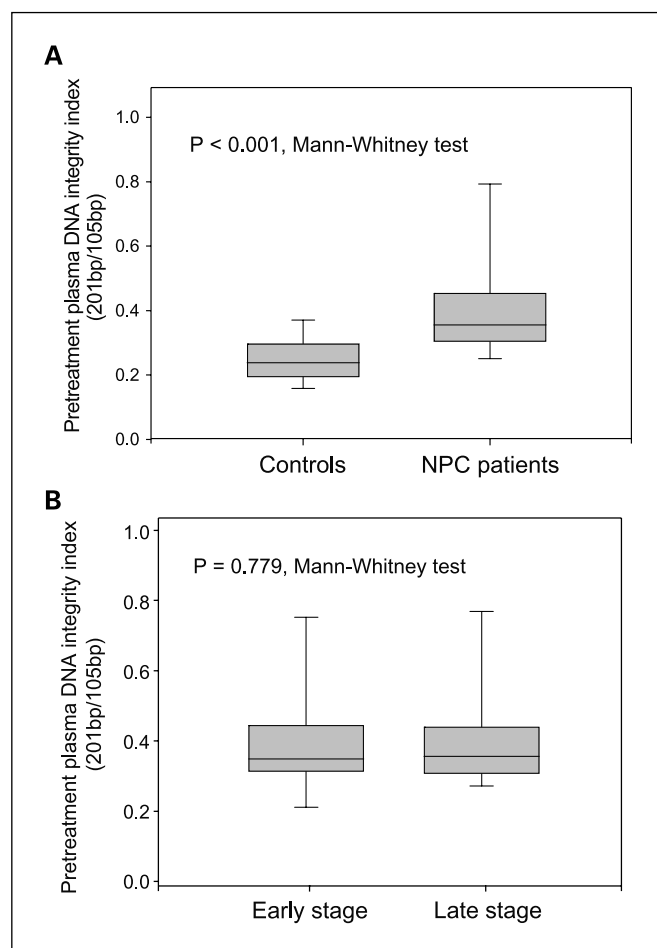 A
Pretreatment plasma DNA integrity index
(201bp/105bp)
1.0
0.8
0.6
0.4
0.2
0.0
P < 0.001, Mann-Whitney test
Controls
NPC patients
B
Pretreatment plasma DNA integrity index
(201bp/105bp)
1.0
0.8
0.6
0.4
0.2
0.0
P = 0.779, Mann-Whitney test
Early stage
Late stage